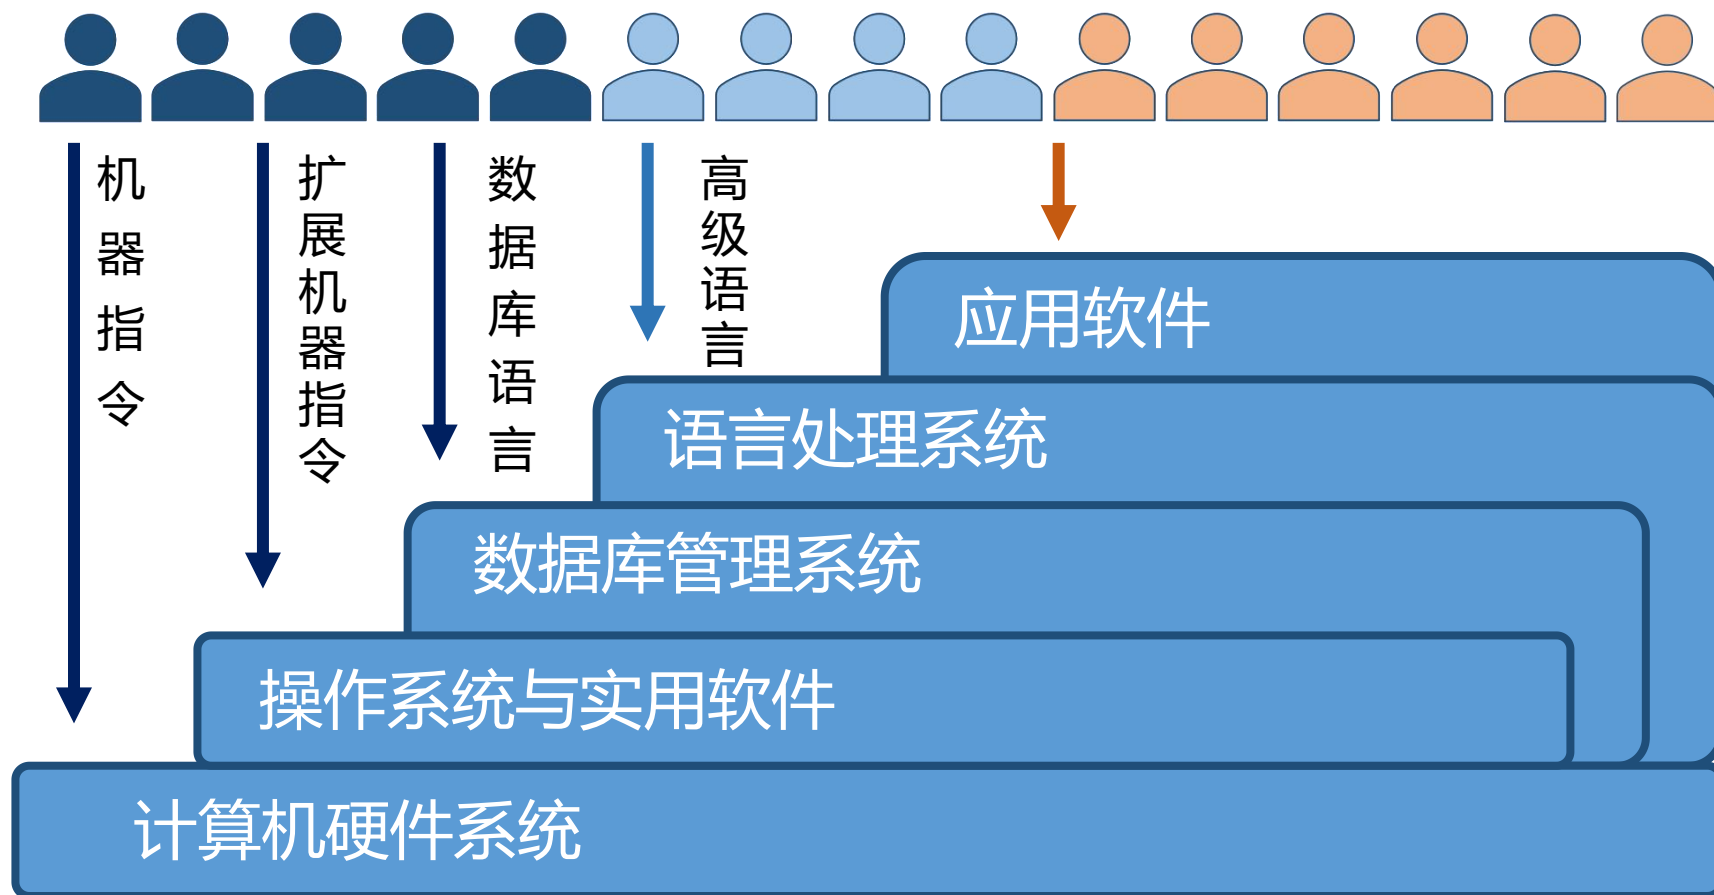 机器指令
扩展机器指令
数据库语言
高级语言
应用软件
语言处理系统
数据库管理系统
操作系统与实用软件
计算机硬件系统